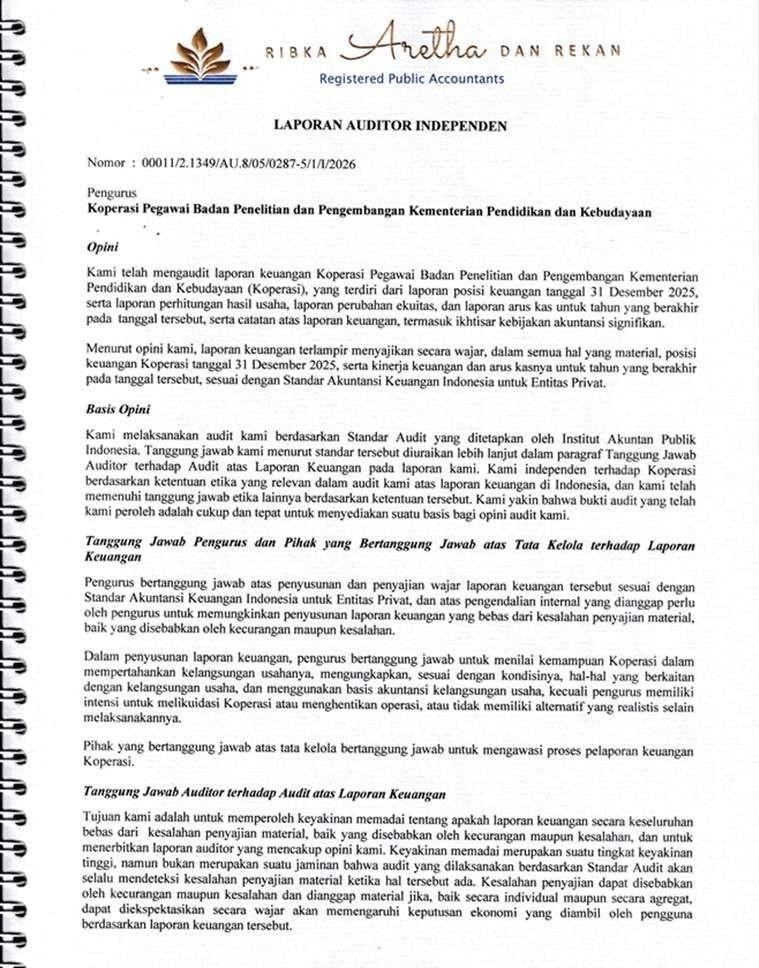 RIBKA Aretha DAN REKAN
Registered Public Accountants
LAPORAN AUDITOR INDEPENDEN
Nomor : 00011/2.1349/AU.8/05/0287-5/1/I/2026
Pengurus
Koperasi Pegawai Badan Penelitian dan Pengembangan Kementerian Pendidikan dan Kebudayaan
Opini
Kami telah mengaudit laporan keuangan Koperasi Pegawai Badan Penelitian dan Pengembangan Kementerian
Pendidikan dan Kebudayaan (Koperasi), yang terdiri dari laporan posisi keuangan tanggal 31 Desember 2025,
serta laporan perhitungan hasil usaha, laporan perubahan ekuitas, dan laporan arus kas untuk tahun yang berakhir
pada tanggal tersebut, serta catatan atas laporan keuangan, termasuk ikhtisar kebijakan akuntansi signifikan.
Menurut opini kami, laporan keuangan terlampir menyajikan secara wajar, dalam semua hal yang material, posisi
keuangan Koperasi tanggal 31 Desember 2025, serta kinerja keuangan dan arus kasnya untuk tahun yang berakhir
pada tanggal tersebut, sesuai dengan Standar Akuntansi Keuangan Indonesia untuk Entitas Privat.
Basis Opini
Kami melaksanakan audit kami berdasarkan Standar Audit yang ditetapkan oleh Institut Akuntan Publik
Indonesia. Tanggung jawab kami menurut standar tersebut diuraikan lebih lanjut dalam paragraf Tanggung Jawab
Auditor terhadap Audit atas Laporan Keuangan pada laporan kami. Kami independen terhadap Koperasi
berdasarkan ketentuan etika yang relevan dalam audit kami atas laporan keuangan di Indonesia, dan kami telah
memenuhi tanggung jawab etika lainnya berdasarkan ketentuan tersebut. Kami yakin bahwa bukti audit yang telah
kami peroleh adalah cukup dan tepat untuk menyediakan suatu basis bagi opini audit kami.
Tanggung Jawab Pengurus dan Pihak yang Bertanggung Jawab atas Tata Kelola terhadap Laporan
Keuangan
Pengurus bertanggung jawab atas penyusunan dan penyajian wajar laporan keuangan tersebut sesuai dengan
Standar Akuntansi Keuangan Indonesia untuk Entitas Privat, dan atas pengendalian internal yang dianggap perlu
oleh pengurus untuk memungkinkan penyusunan laporan keuangan yang bebas dari kesalahan penyajian material,
baik yang disebabkan oleh kecurangan maupun kesalahan.
Dalam penyusunan laporan keuangan, pengurus bertanggung jawab untuk menilai kemampuan Koperasi dalam
mempertahankan kelangsungan usahanya, mengungkapkan, sesuai dengan kondisinya, hal-hal yang berkaitan
dengan kelangsungan usaha, dan menggunakan basis akuntansi kelangsungan usaha, kecuali pengurus memiliki
intensi untuk melikuidasi Koperasi atau menghentikan operasi, atau tidak memiliki alternatif yang realistis selain
melaksanakannya.
Pihak yang bertanggung jawab atas tata kelola bertanggung jawab untuk mengawasi proses pelaporan keuangan
Koperasi.
Tanggung Jawab Auditor terhadap Audit atas Laporan Keuangan
Tujuan kami adalah untuk memperoleh keyakinan memadai tentang apakah laporan keuangan secara keseluruhan
bebas dari kesalahan penyajian material, baik yang disebabkan oleh kecurangan maupun kesalahan, dan untuk
menerbitkan laporan auditor yang mencakup opini kami. Keyakinan memadai merupakan suatu tingkat keyakinan
tinggi, namun bukan merupakan suatu jaminan bahwa audit yang dilaksanakan berdasarkan Standar Audit akan
selalu mendeteksi kesalahan penyajian material ketika hal tersebut ada. Kesalahan penyajian dapat disebabkan
oleh kecurangan maupun kesalahan dan dianggap material jika, baik secara individual maupun secara agregat,
dapat diekspektasikan secara wajar akan memengaruhi keputusan ekonomi yang diambil oleh pengguna
berdasarkan laporan keuangan tersebut.